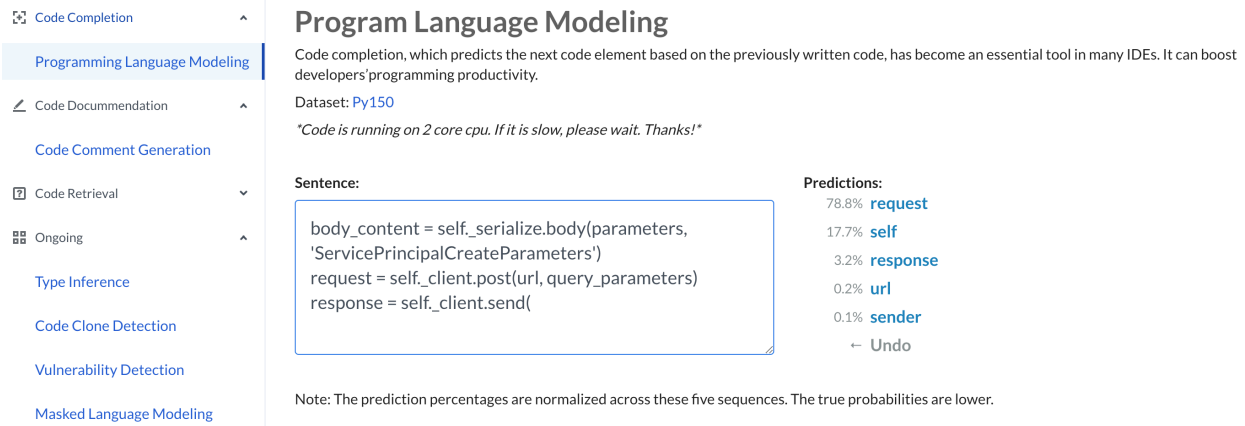 Code Completion
Programming Language Modeling
Code Docummendation
Code Comment Generation
Code Retrieval
Ongoing
Type Inference
Code Clone Detection
Vulnerability Detection
Masked Language Modeling
Program Language Modeling
Code completion, which predicts the next code element based on the previously written code, has become an essential tool in many IDEs. It can boost
developers'programming productivity.
Dataset: Py150
*Code is running on 2 core cpu. If it is slow, please wait. Thanks!*
Sentence:
body_content = self._serialize.body(parameters,
'ServicePrincipalCreateParameters')
request = self._client.post(url, query_parameters)
response = self._client.send(
Predictions:
78.8% request
17.7% self
3.2% response
0.2% url
0.1% sender
← Undo
Note: The prediction percentages are normalized across these five sequences. The true probabilities are lower.